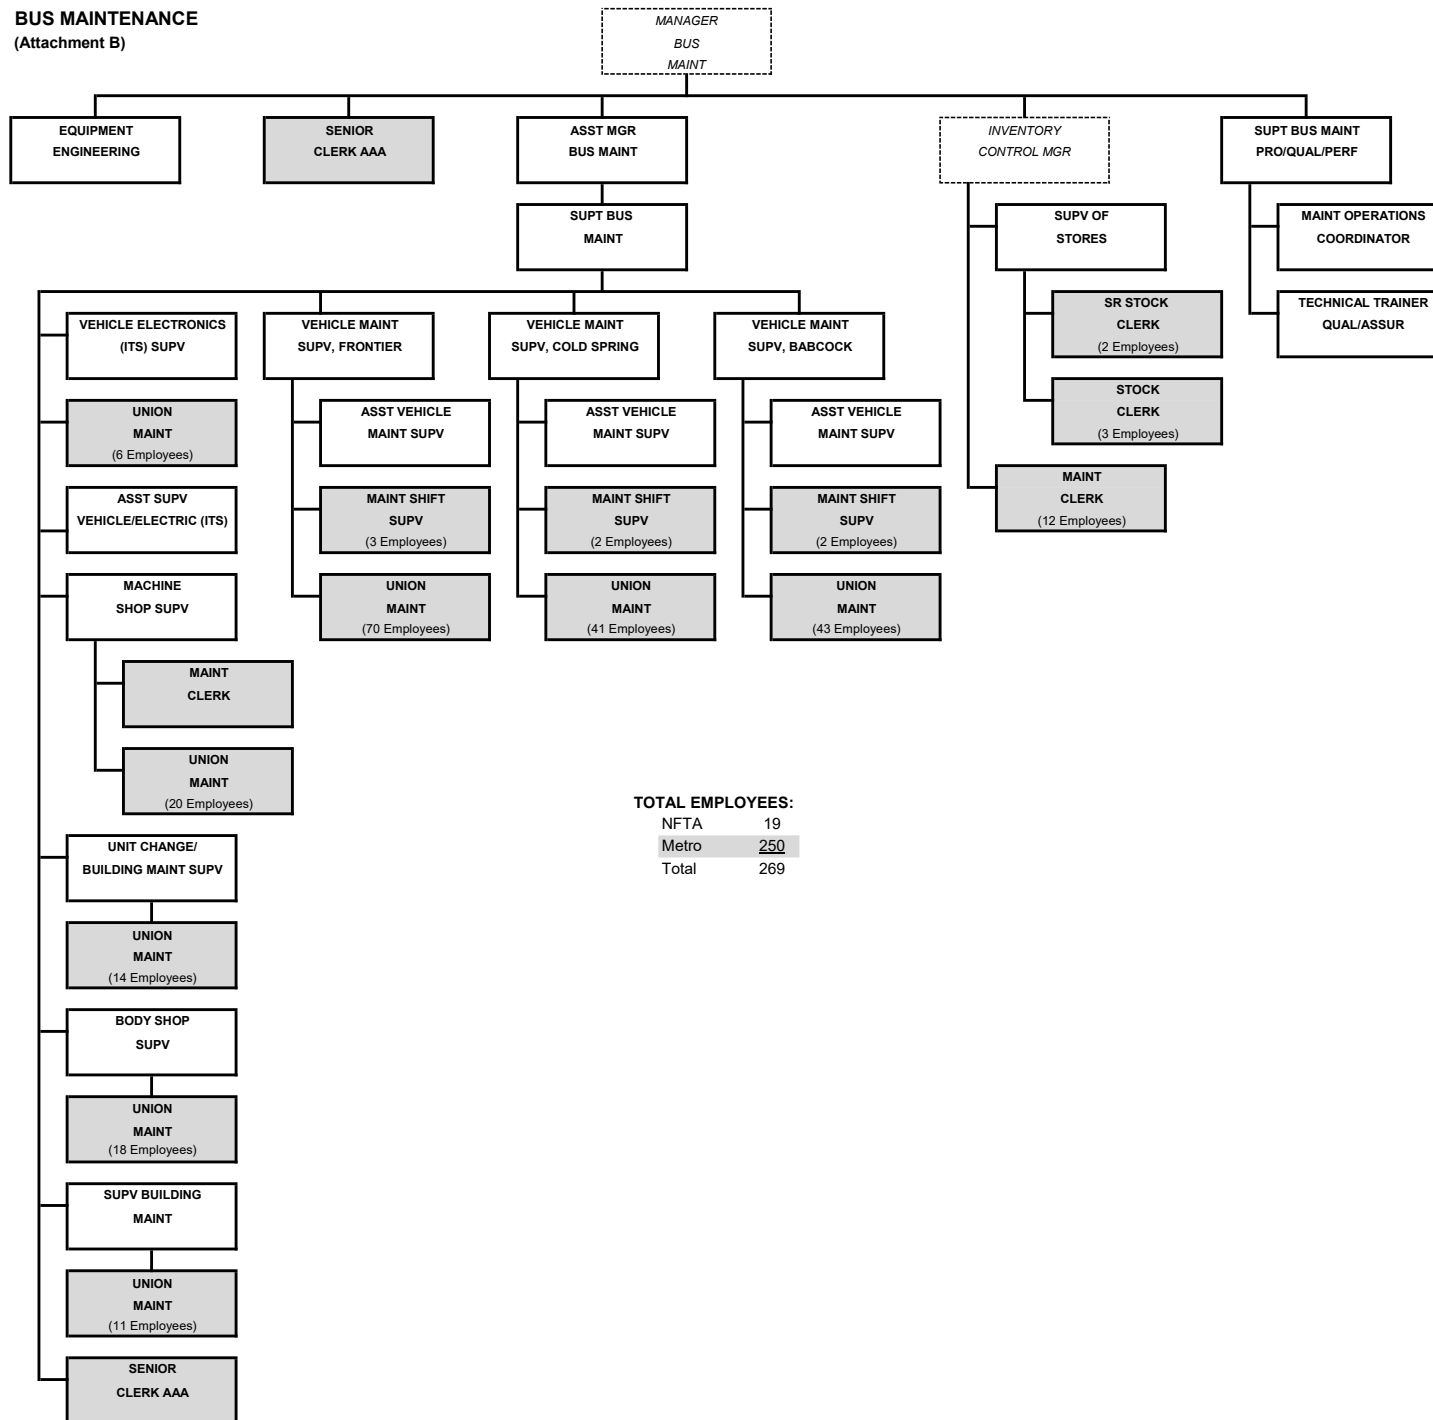 BUS MAINTENANCE
(Attachment B)
MANAGER
BUS
MAINT
EQUIPMENT
ENGINEERING
SENIOR
CLERK AAA
ASST MGR
BUS MAINT
INVENTORY
CONTROL MGR
SUPT BUS MAINT
PRO/QUAL/PERF
SUPT BUS
MAINT
SUPV OF
STORES
MAINT OPERATIONS
COORDINATOR
SR STOCK
CLERK
(2 Employees)
TECHNICAL TRAINER
QUAL/ASSUR
STOCK
CLERK
(3 Employees)
MAINT
CLERK
(12 Employees)
VEHICLE ELECTRONICS
(ITS) SUPV
UNION
MAINT
(6 Employees)
ASST SUPV
VEHICLE/ELECTRIC (ITS)
MACHINE
SHOP SUPV
MAINT
CLERK
UNION
MAINT
(20 Employees)
UNIT CHANGE/
BUILDING MAINT SUPV
UNION
MAINT
(14 Employees)
BODY SHOP
SUPV
UNION
MAINT
(18 Employees)
SUPV BUILDING
MAINT
UNION
MAINT
(11 Employees)
SENIOR
CLERK AAA
VEHICLE MAINT
SUPV, FRONTIER
ASST VEHICLE
MAINT SUPV
MAINT SHIFT
SUPV
(3 Employees)
UNION
MAINT
(70 Employees)
VEHICLE MAINT
SUPV, COLD SPRING
ASST VEHICLE
MAINT SUPV
MAINT SHIFT
SUPV
(2 Employees)
UNION
MAINT
(41 Employees)
VEHICLE MAINT
SUPV, BABCOCK
ASST VEHICLE
MAINT SUPV
MAINT SHIFT
SUPV
(2 Employees)
UNION
MAINT
(43 Employees)
TOTAL EMPLOYEES:
NFTA 19
Metro 250
Total 269